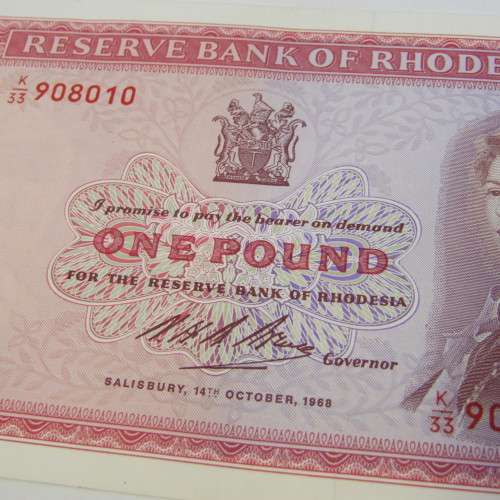 RESERVE BANK OF RHODE
K/33 908010
I promise to pay the bearer on demand
ONE POUND
FOR THE RESERVE BANK OF RHODESIA
Governor
SALISBURY, 14TH OCTOBER, 1968
K/33 90